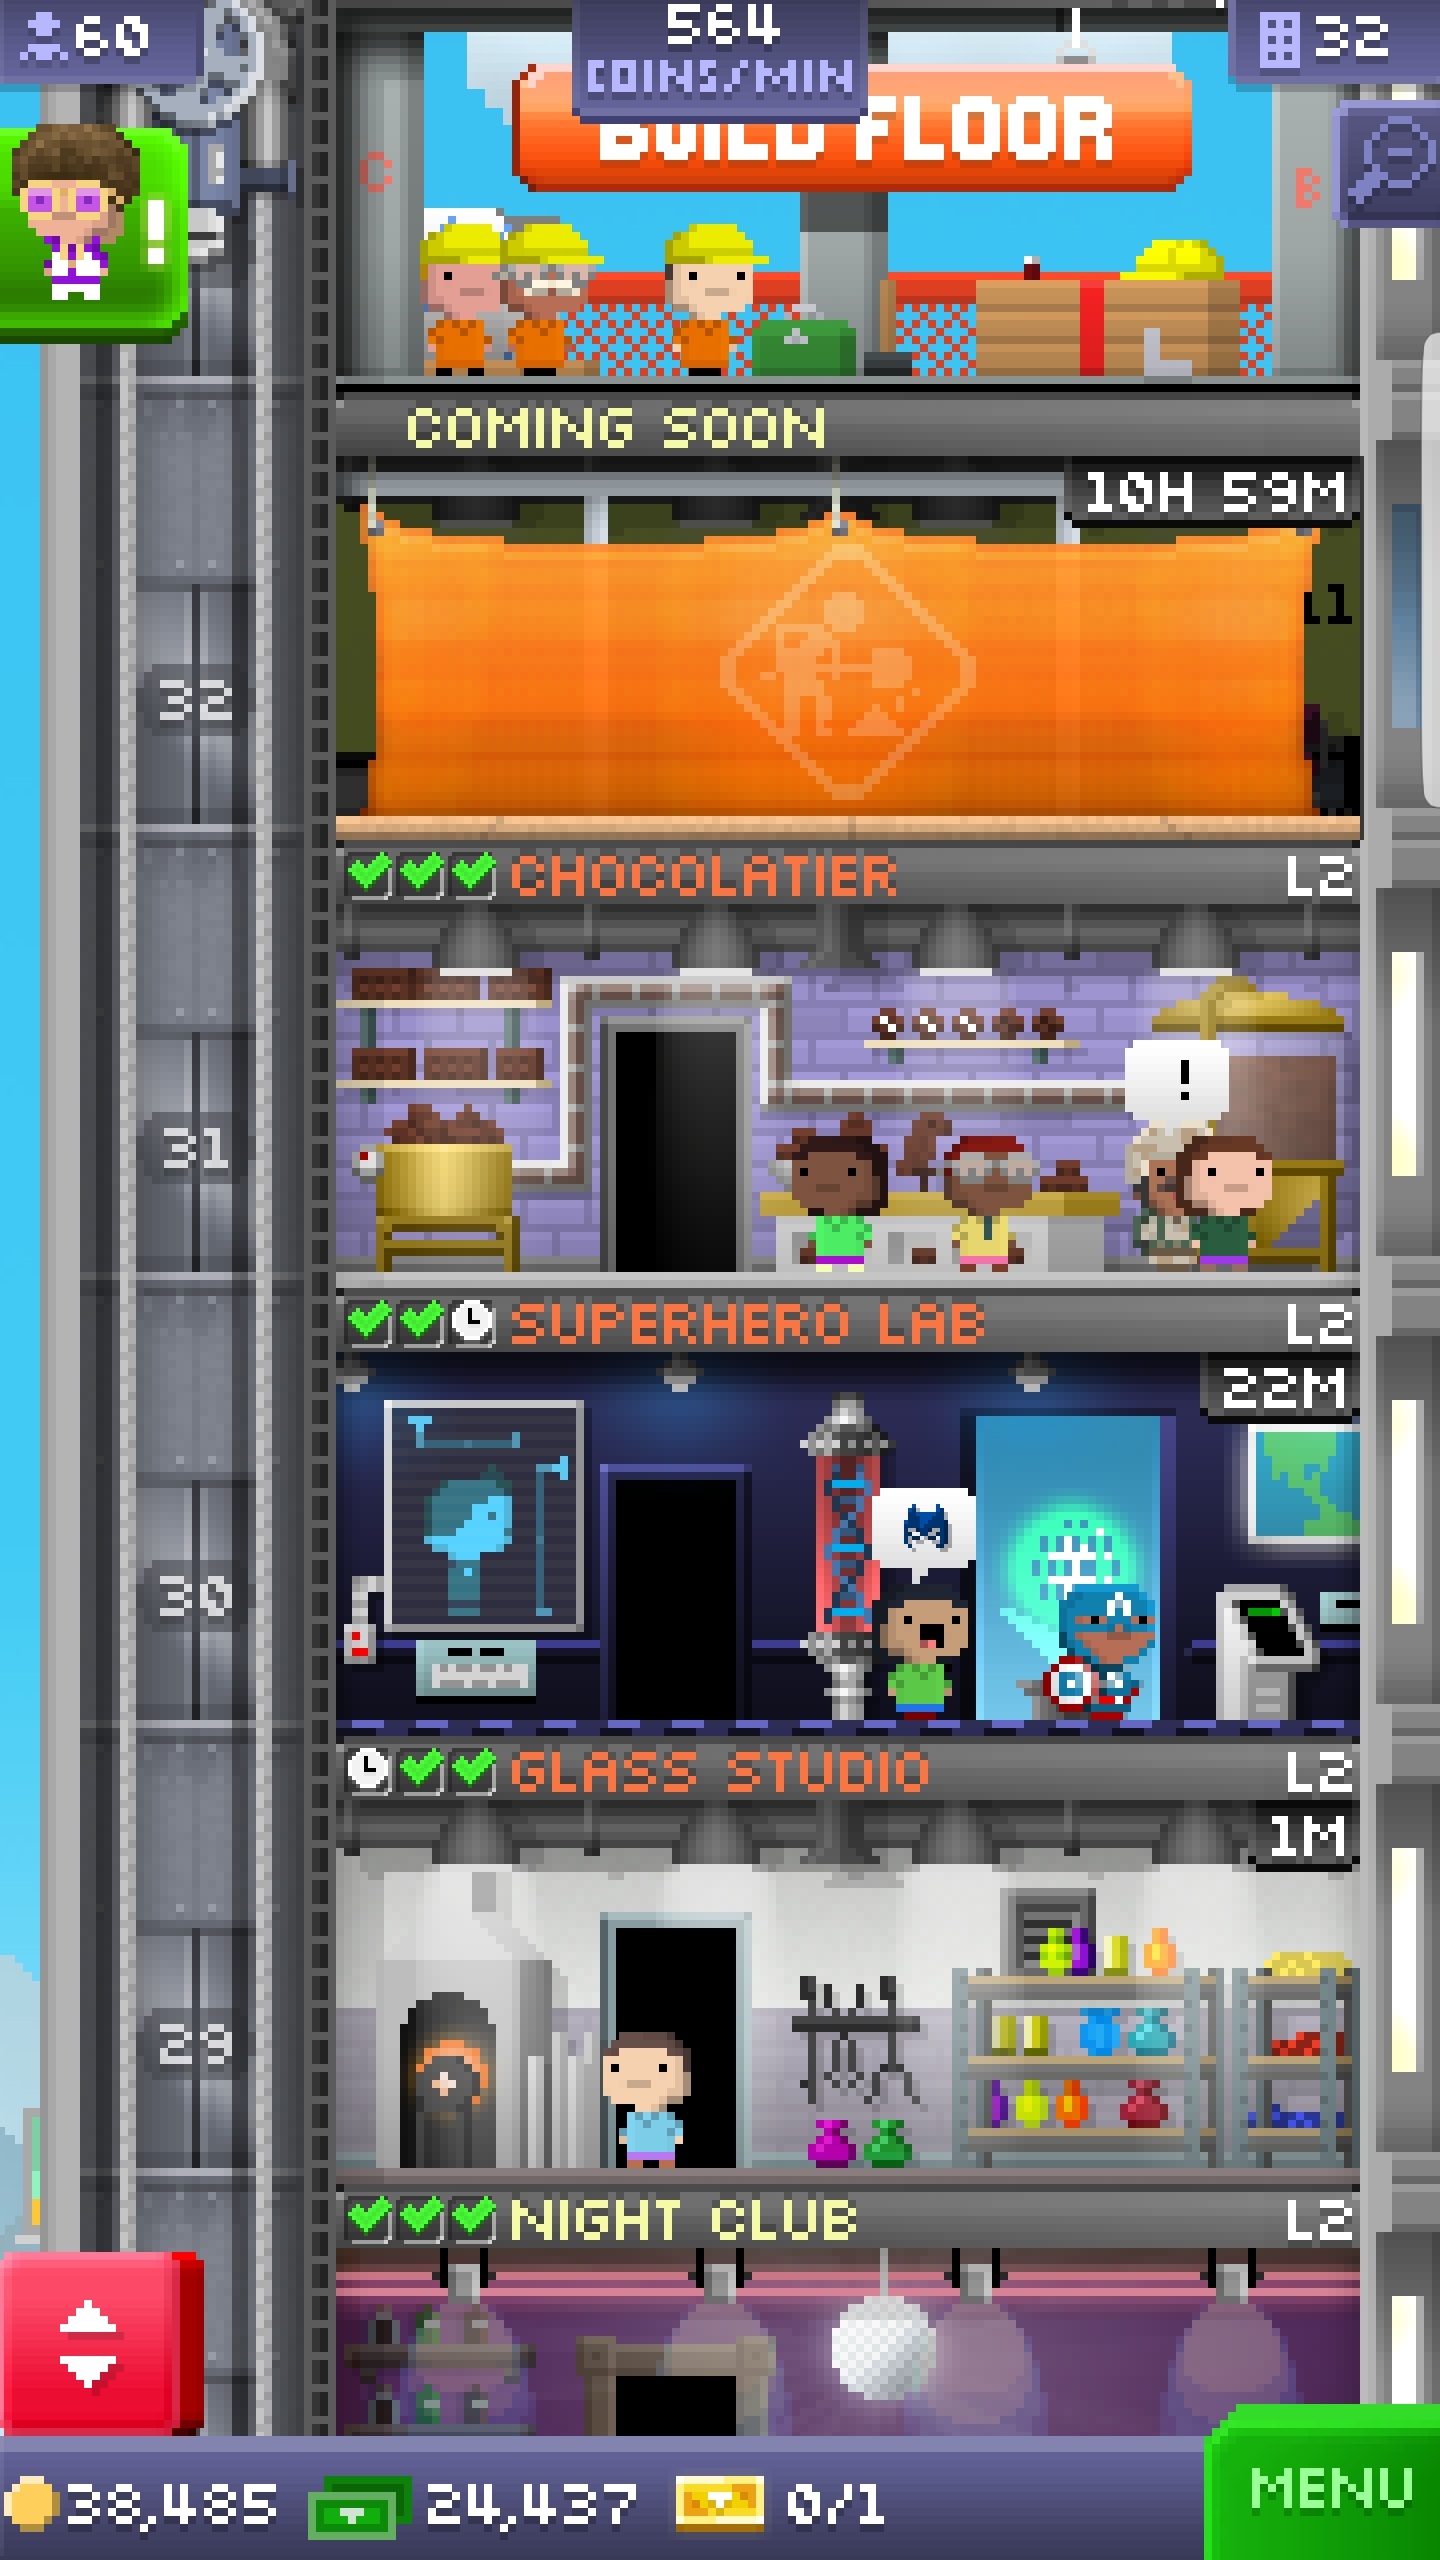 60
564
COINS/MIN
32
BUILD FLOOR
C
B
!
COMING SOON
10H 59M
11
32
CHOCOLATIER L2
!
31
SUPERHERO LAB L2
22M
A
30
GLASS STUDIO L2
1M
29
NIGHT CLUB L2
38,485 24,437 0/1
MENU